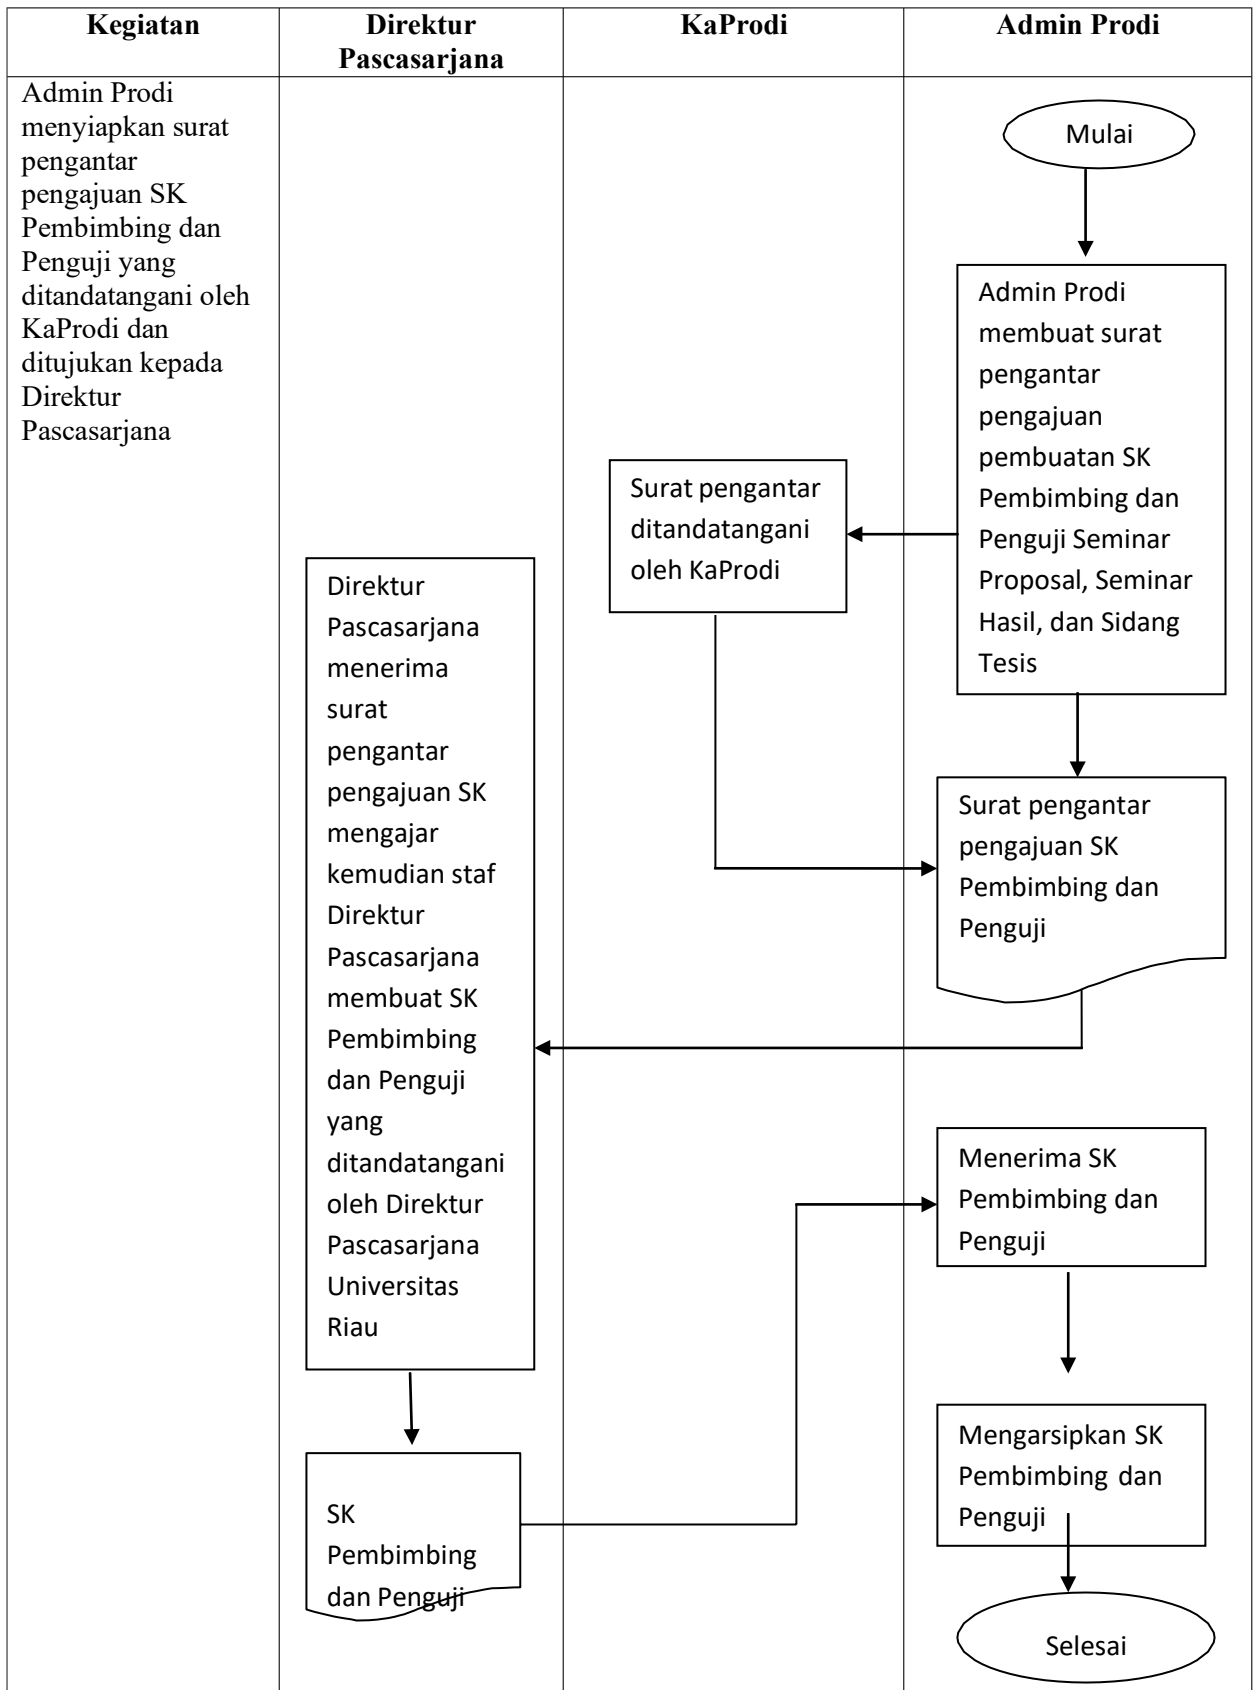 Kegiatan
Direktur
Pascasarjana
KaProdi
Admin Prodi
Admin Prodi
menyiapkan surat
pengantar
pengajuan SK
Pembimbing dan
Penguji yang
ditandatangani oleh
KaProdi dan
ditujukan kepada
Direktur
Pascasarjana
Mulai
Admin Prodi
membuat surat
pengantar
pengajuan
pembuatan SK
Pembimbing dan
Penguji Seminar
Proposal, Seminar
Hasil, dan Sidang
Tesis
Surat pengantar
ditandatangani
oleh KaProdi
Surat pengantar
pengajuan SK
Pembimbing dan
Penguji
Direktur
Pascasarjana
menerima
surat
pengantar
pengajuan SK
mengajar
kemudian staf
Direktur
Pascasarjana
membuat SK
Pembimbing
dan Penguji
yang
ditandatangani
oleh Direktur
Pascasarjana
Universitas
Riau
SK
Pembimbing
dan Penguji
Menerima SK
Pembimbing dan
Penguji
Mengarsipkan SK
Pembimbing dan
Penguji
Selesai